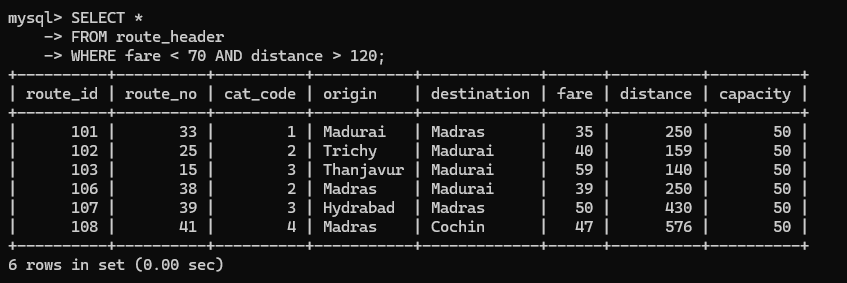 mysql> SELECT *
    -> FROM route_header
    -> WHERE fare < 70 AND distance > 120;
+----------+----------+----------+-----------+-------------+------+----------+----------+
| route_id | route_no | cat_code | origin    | destination | fare | distance | capacity |
+----------+----------+----------+-----------+-------------+------+----------+----------+
|      101 |       33 |        1 | Madurai   | Madras      |   35 |      250 |       50 |
|      102 |       25 |        2 | Trichy    | Madurai     |   40 |      159 |       50 |
|      103 |       15 |        3 | Thanjavur | Madurai     |   59 |      140 |       50 |
|      106 |       38 |        2 | Madras    | Madurai     |   39 |      250 |       50 |
|      107 |       39 |        3 | Hydrabad  | Madras      |   50 |      430 |       50 |
|      108 |       41 |        4 | Madras    | Cochin      |   47 |      576 |       50 |
+----------+----------+----------+-----------+-------------+------+----------+----------+
6 rows in set (0.00 sec)